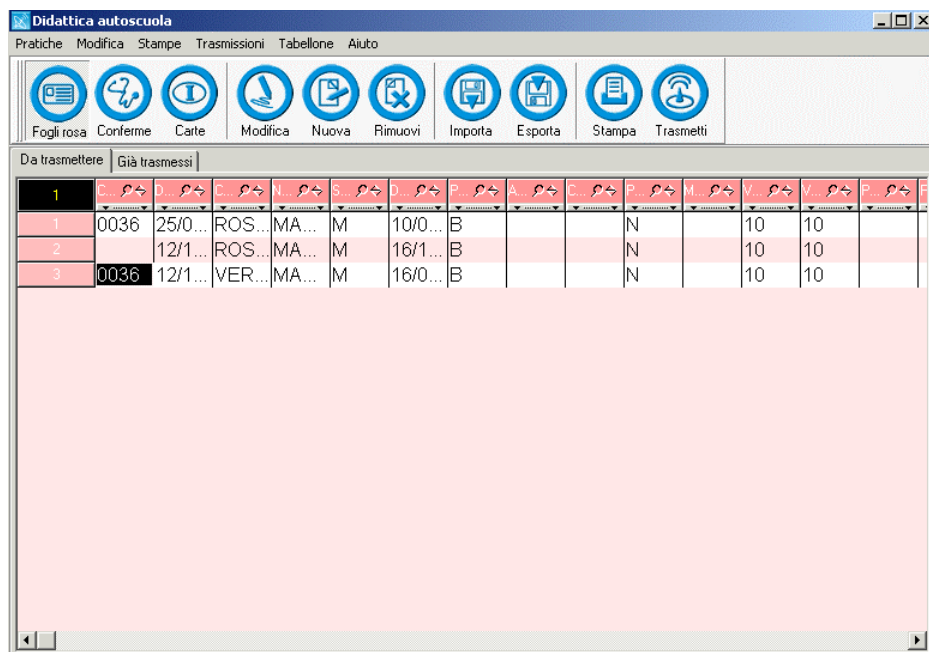 Didattica autoscuola
Pratiche Modifica Stampe Trasmissioni Tabellone Aiuto
Fogli rosa Conferme Carte Modifica Nuova Rimuovi Importa Esporta Stampa Trasmetti
Da trasmettere Già trasmessi
1 C... D... C... N... S... D... P... A... C... P... M... V... V... P... F
1 0036 25/0... ROS... MA... M 10/0... B N 10 10
2 12/1... ROS... MA... M 16/1... B N 10 10
3 0036 12/1... VER... MA... M 16/0... B N 10 10